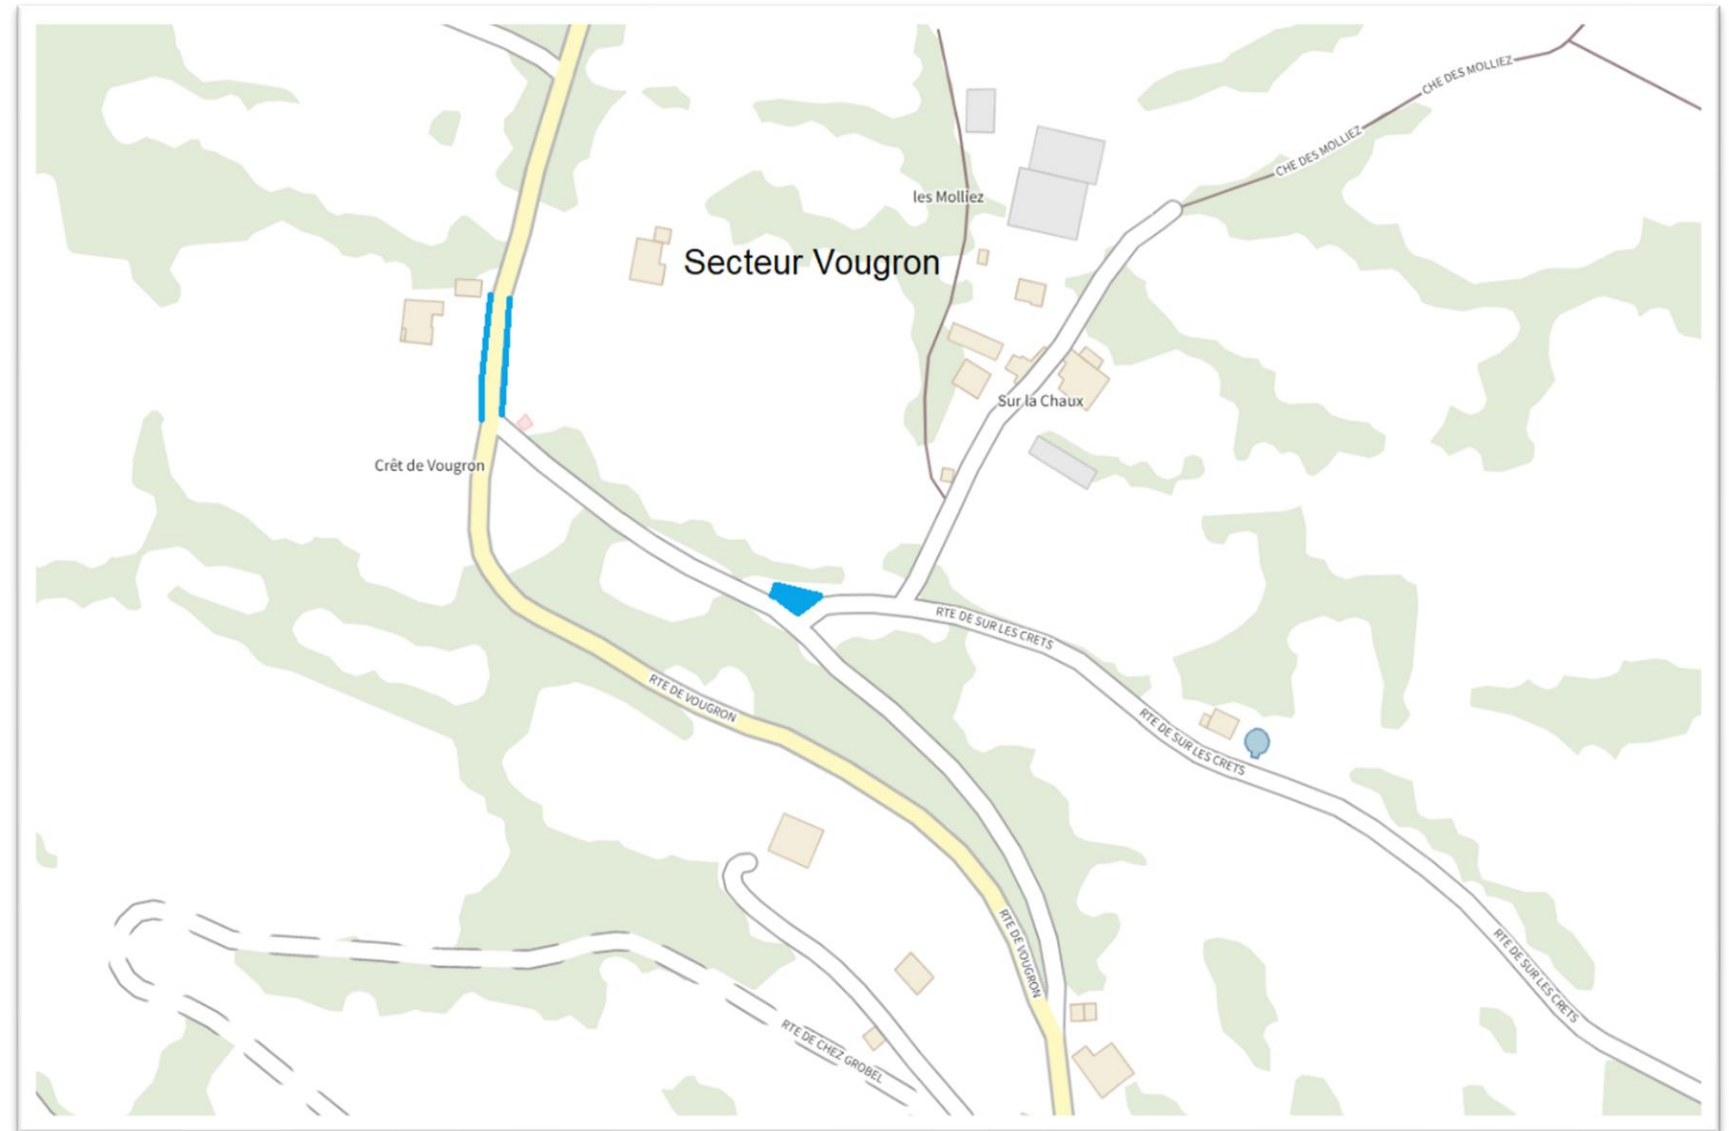 CHE DES MOLLIEZ
CHE DES MOLLIEZ
les Molliez
Secteur Vougron
Sur la Chaux
Crêt de Vougron
RTE DE SUR LES CRETS
RTE DE VOUGRON
RTE DE SUR LES CRETS
RTE DE VOUGRON
RTE DE SUR LES CRETS
RTE DE CHEZ GROBEL